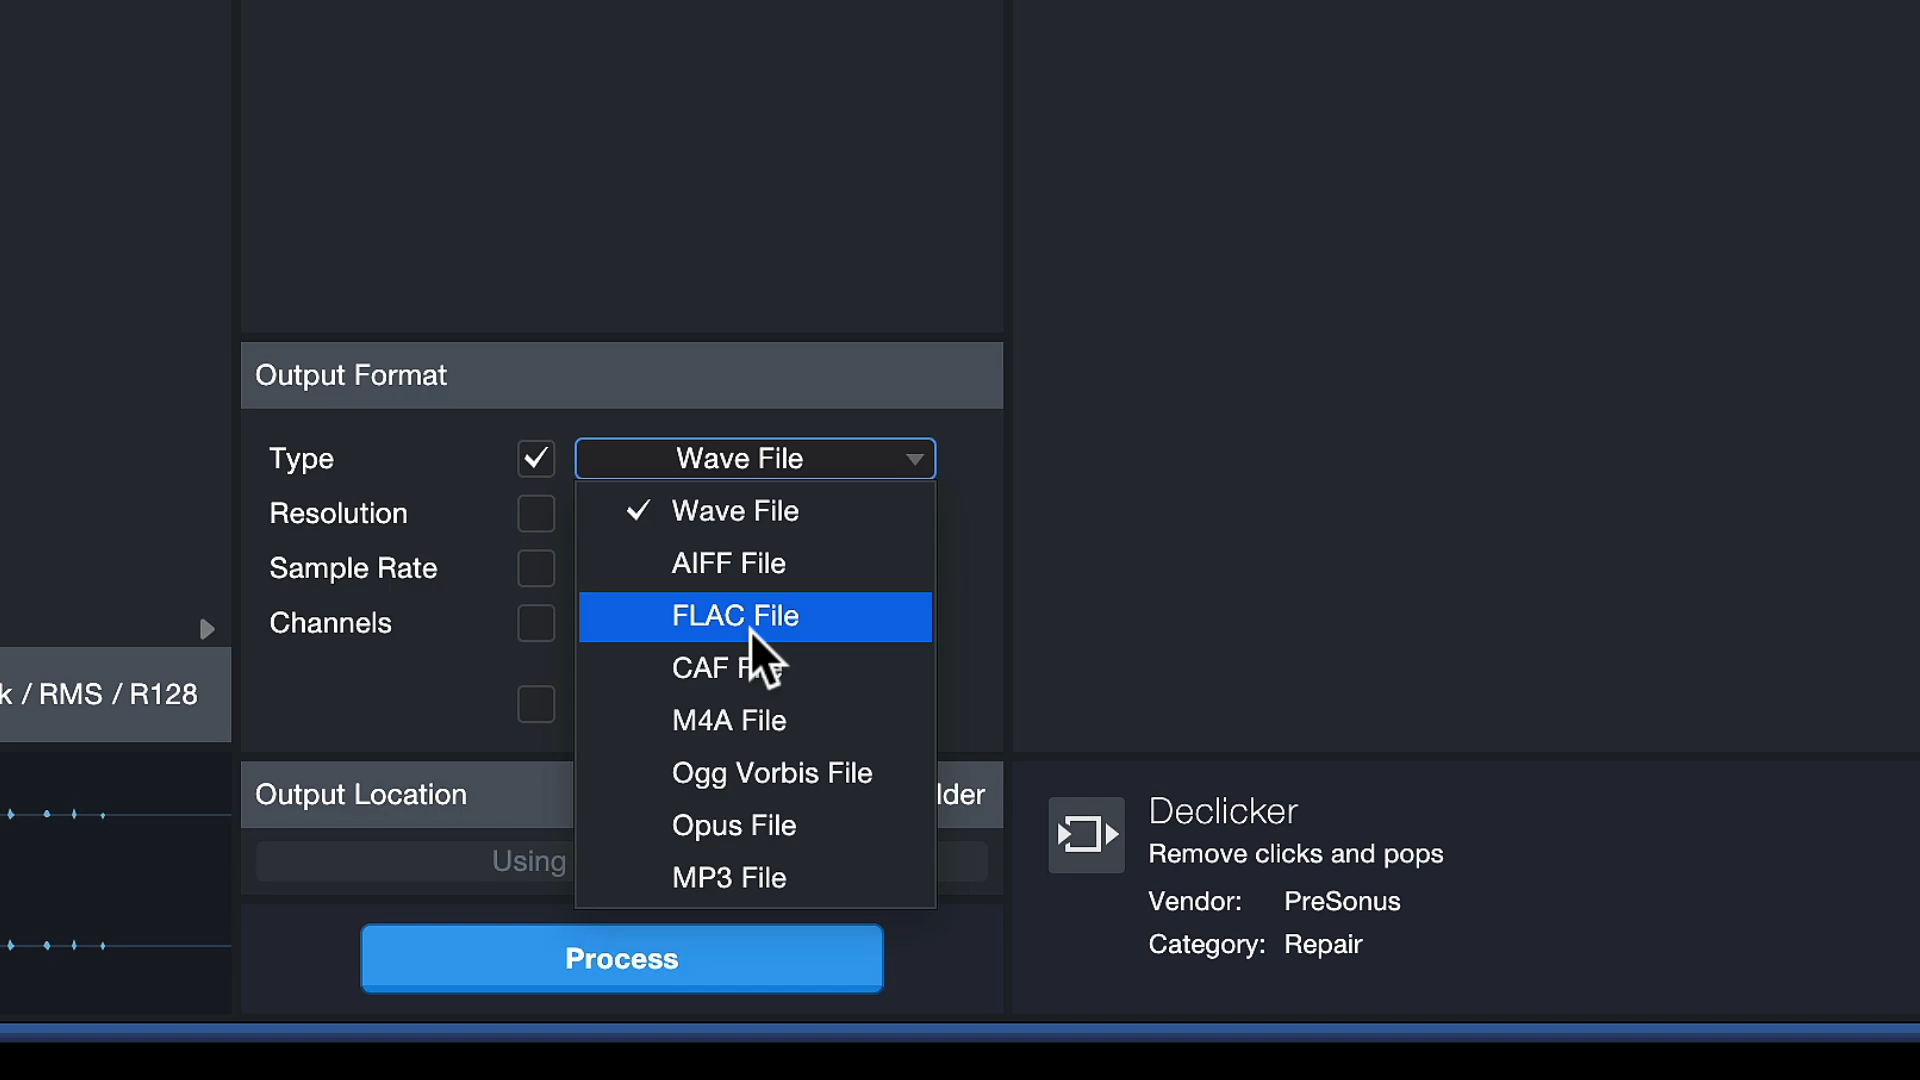 Output Format
Type
Wave File
Resolution
Wave File
Sample Rate
AIFF File
Channels
FLAC File
CAF
M4A File
Ogg Vorbis File
Opus File
MP3 File
/ RMS / R128
Output Location
Using
Process
Declicker
Remove clicks and pops
Vendor: PreSonus
Category: Repair